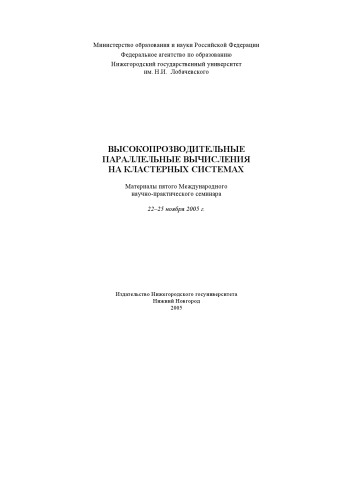 Министерство образования и науки Российской Федерации
Федеральное агентство по образованию
Нижегородский государственный университет
им. Н.И. Лобачевского
ВЫСОКОПРОЗВОДИТЕЛЬНЫЕ
ПАРАЛЛЕЛЬНЫЕ ВЫЧИСЛЕНИЯ
НА КЛАСТЕРНЫХ СИСТЕМАХ
Материалы пятого Международного
научно-практического семинара
22–25 ноября 2005 г.
Издательство Нижегородского госуниверситета
Нижний Новгород
2005